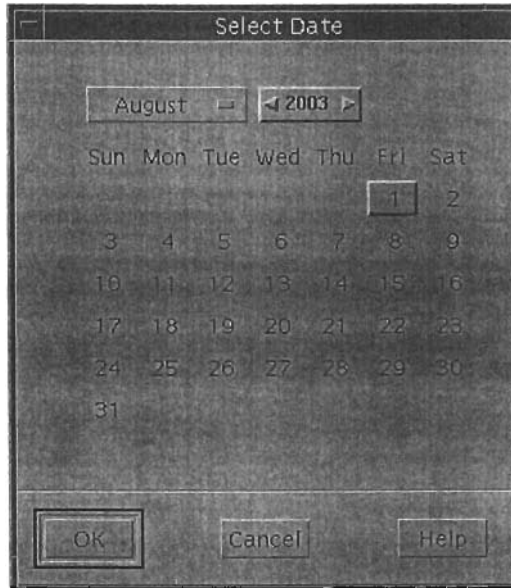 Select Date
August 2003
Sun Mon Tue Wed Thu Fri Sat
1 2
3 4 5 6 7 8 9
10 11 12 13 14 15 16
17 18 19 20 21 22 23
24 25 26 27 28 29 30
31
OK Cancel Help